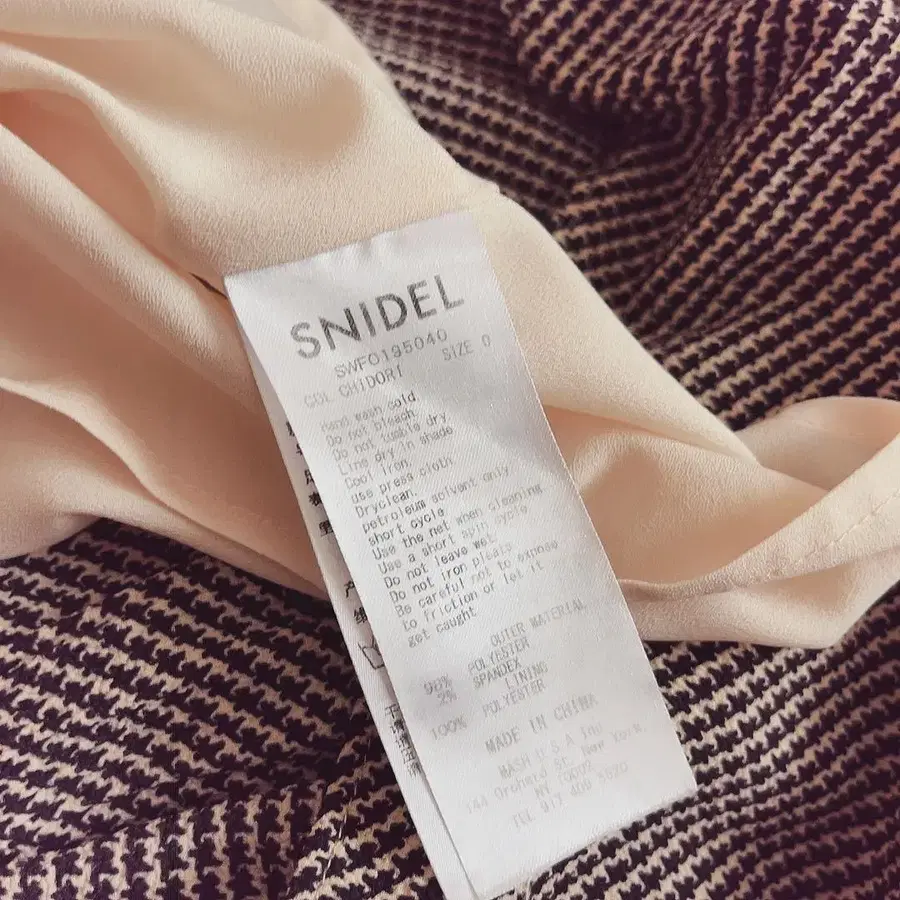 SNIDEL
SWFO195040
COL CHIDORI SIZE 0
Hand wash cold
Do not bleach.
Do not tumble dry
Line dry in shade
Cool iron.
use press cloth
Dryclean.
petroleum solvent only
short cycle
Use the net when cleaning
Use a short spin cycle
Do not leave wet.
Do not iron pleats
Be careful not to expose
to friction or let it
get caught
OUTER MATERIAL
98% POLYESTER
2% SPANDEX
LINING
100% POLYESTER
MADE IN CHINA
MASH U'S A Inc
144 Orchard St. New York.
NY 10002
TEL 917 409